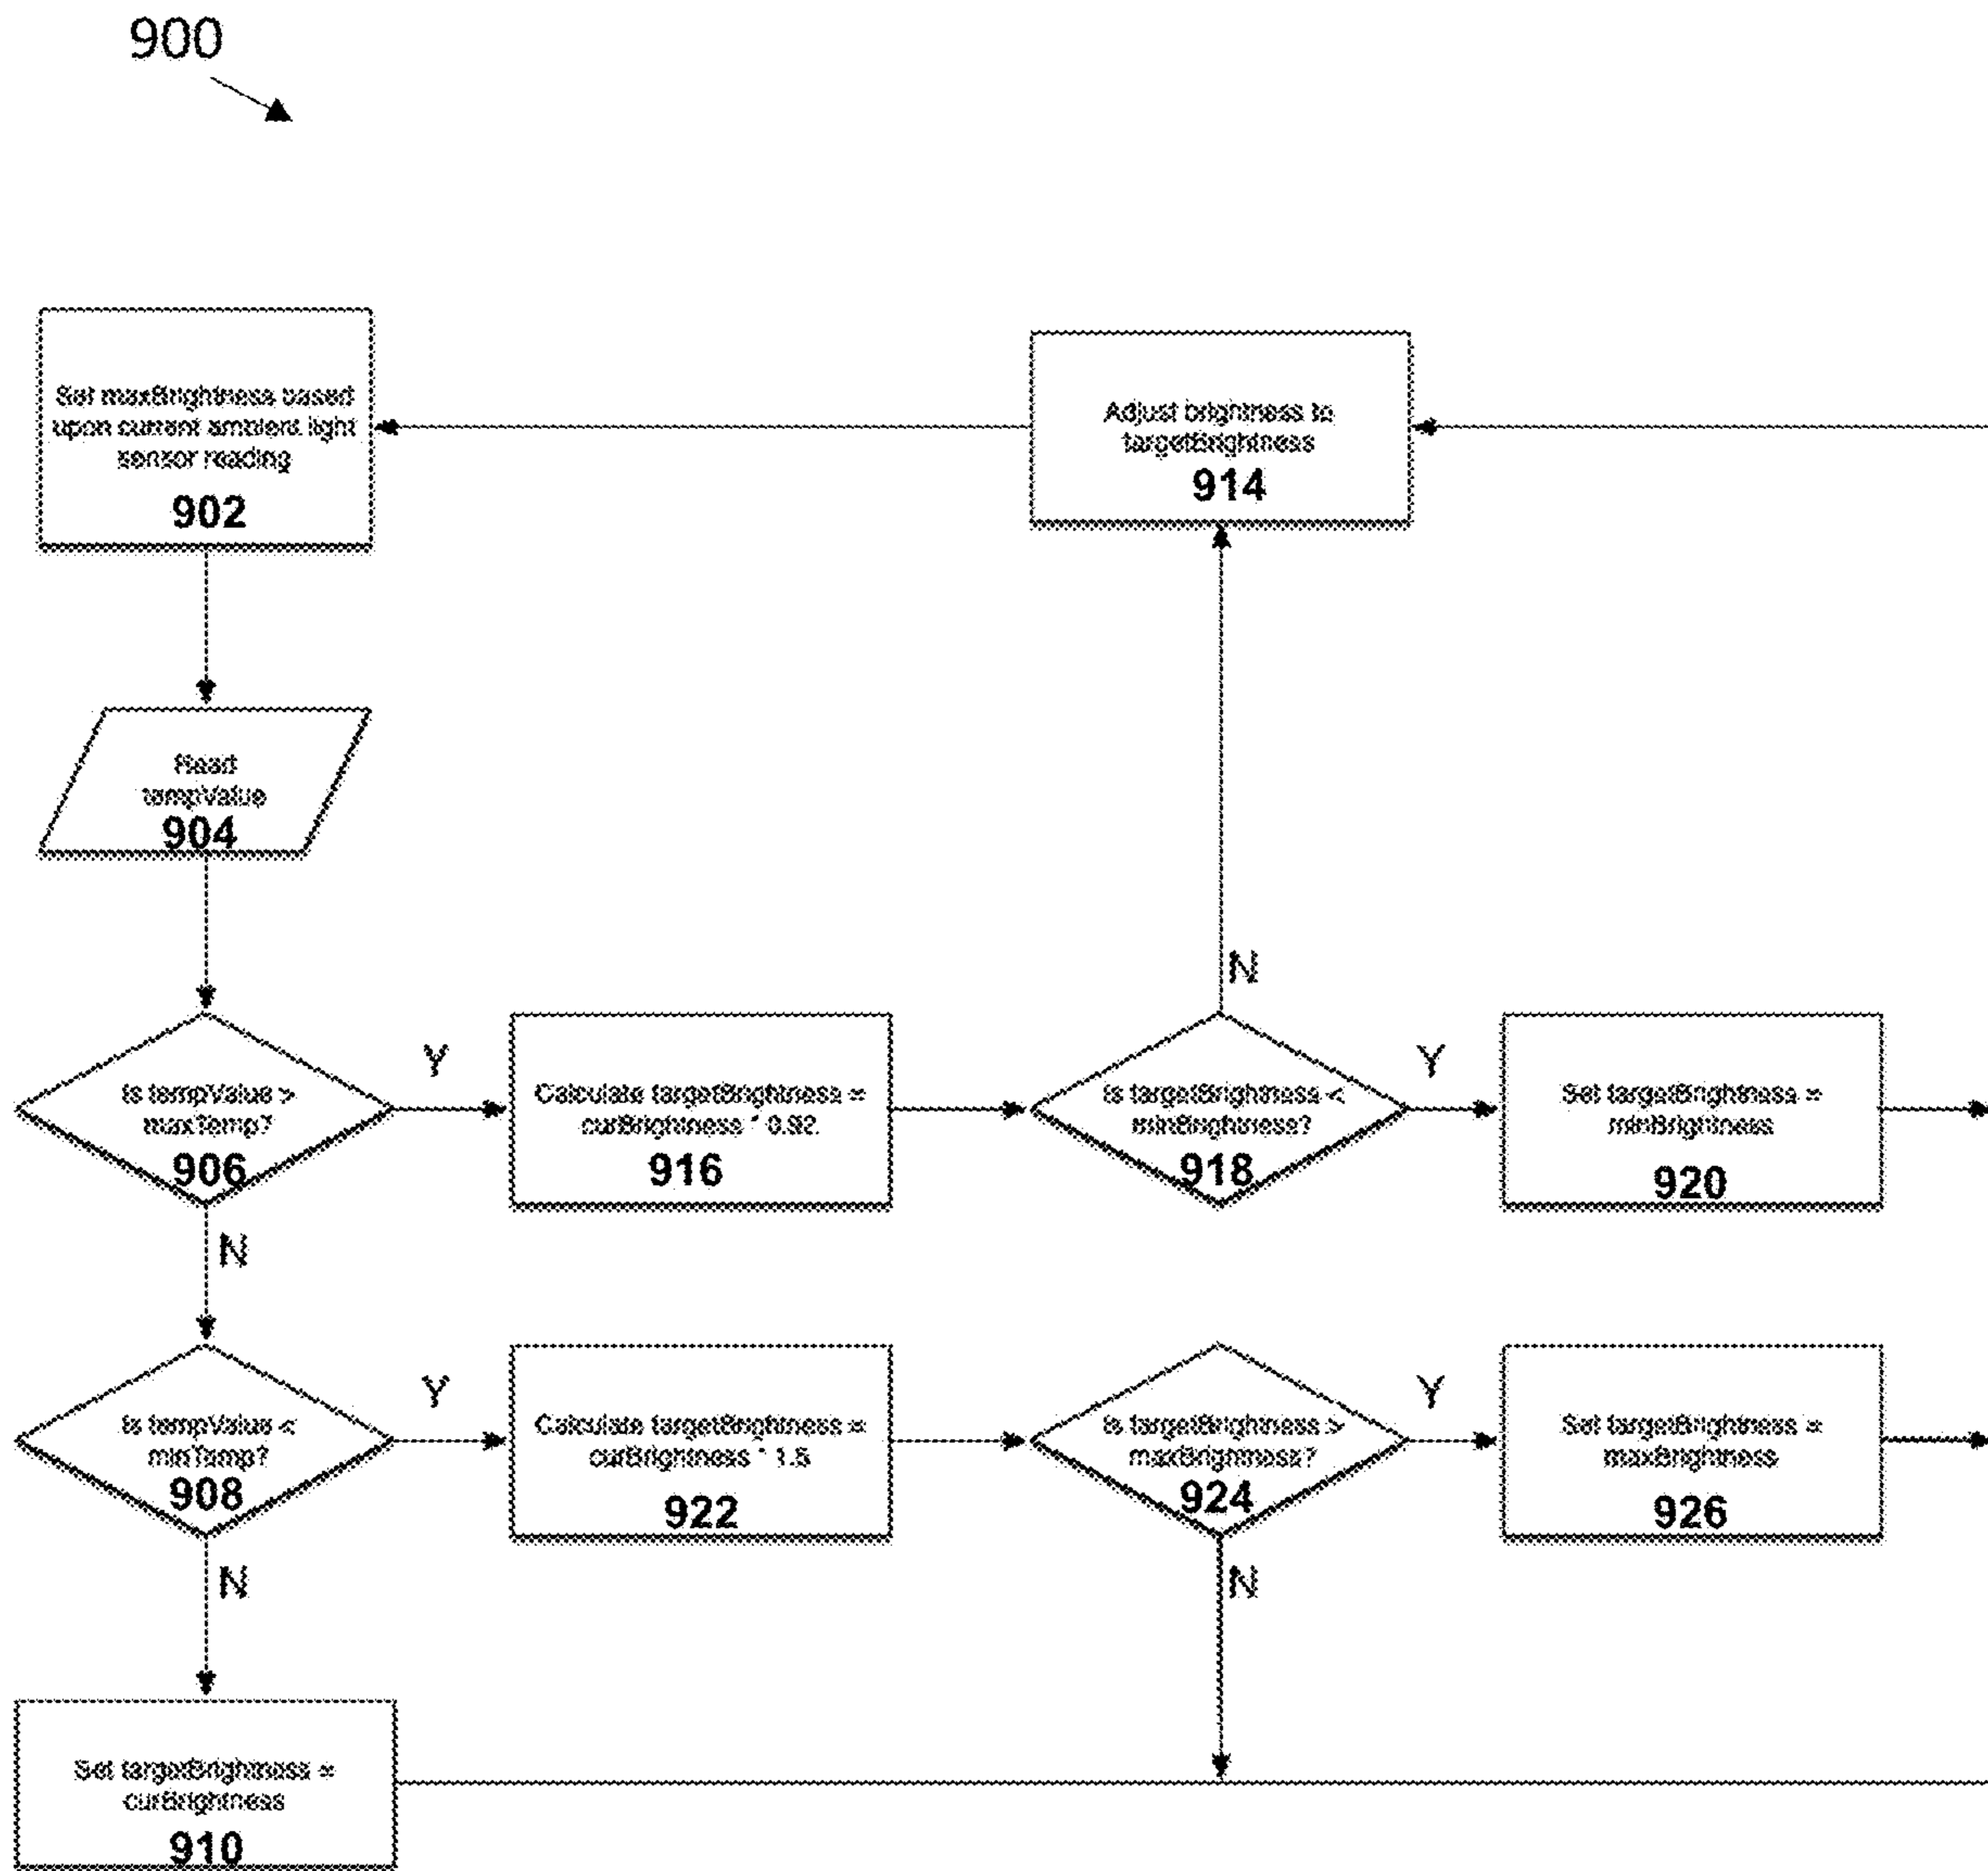 900
Set maxBrightness based
upon current ambient light
sensor reading
902
Adjust brightness to
targetBrightness
914
Read
tempValue
904
N
Is tempValue >
maxTemp?
906
Y
Calculate targetBrightness =
curBrightness * 0.92
916
Is targetBrightness <
minBrightness?
918
Y
Set targetBrightness =
minBrightness
920
N
Is tempValue <
minTemp?
908
Y
Calculate targetBrightness =
curBrightness * 1.5
922
Is targetBrightness >
maxBrightness?
924
Y
Set targetBrightness =
maxBrightness
926
N
N
Set targetBrightness =
curBrightness
910